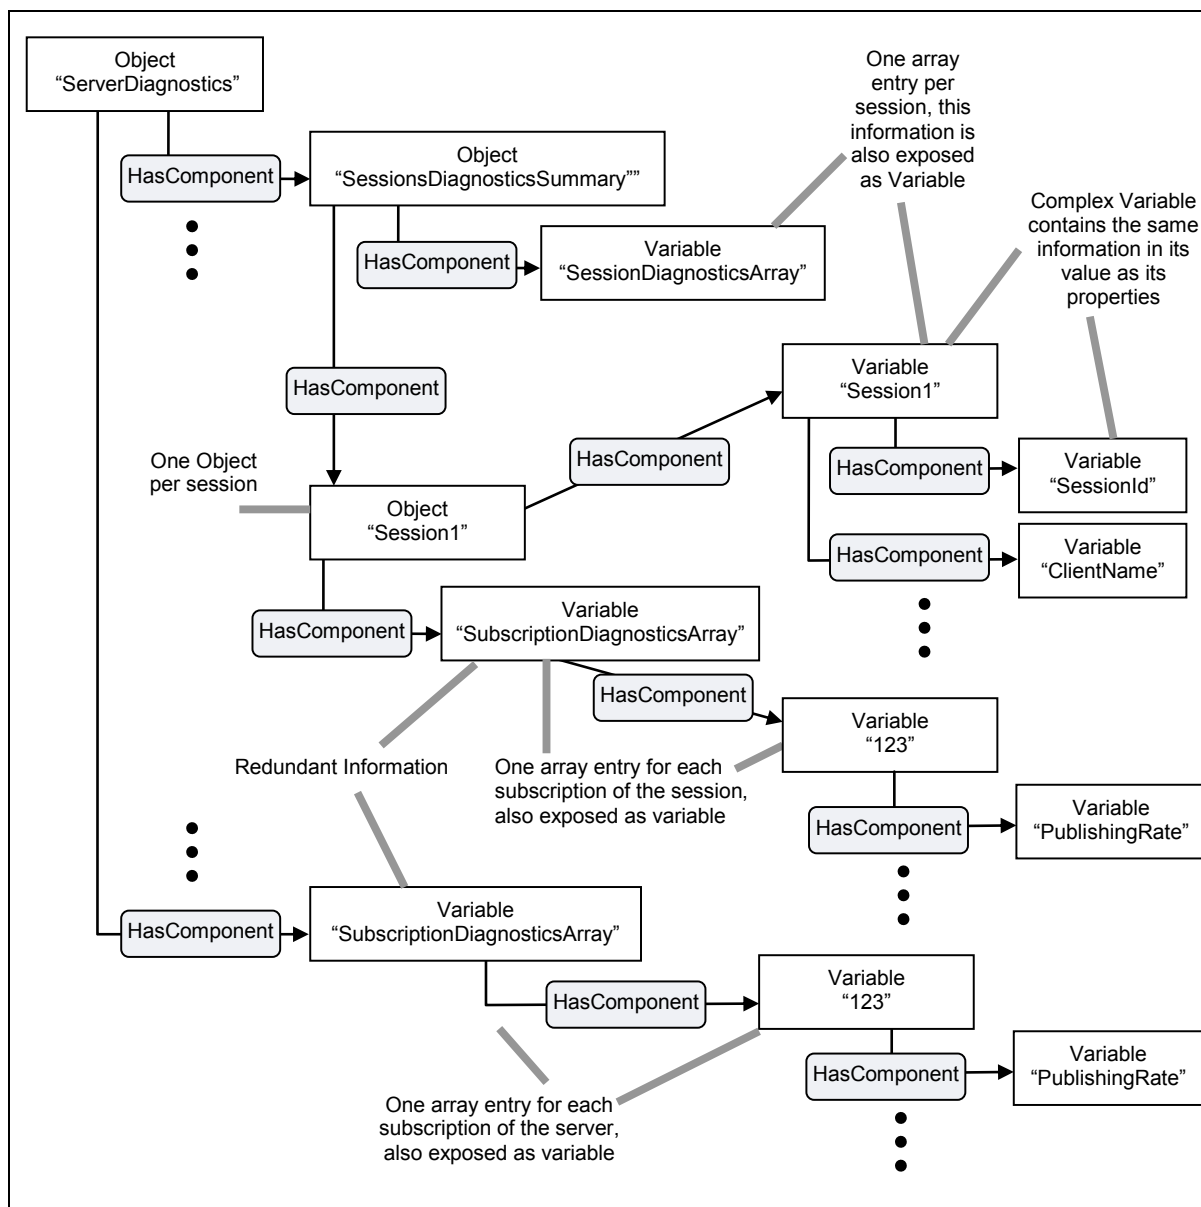 Object
“ServerDiagnostics”
One array
entry per
session, this
information is
also exposed
as Variable
HasComponent
Object
“SessionsDiagnosticsSummary””
Complex Variable
contains the same
information in its
value as its
properties
HasComponent
Variable
“SessionDiagnosticsArray”
HasComponent
Variable
“Session1”
One Object
per session
HasComponent
HasComponent
Variable
“SessionId”
Object
“Session1”
HasComponent
Variable
“ClientName”
HasComponent
Variable
“SubscriptionDiagnosticsArray”
HasComponent
Variable
“123”
Redundant Information
One array entry for each
subscription of the session,
also exposed as variable
HasComponent
Variable
“PublishingRate”
HasComponent
Variable
“SubscriptionDiagnosticsArray”
HasComponent
Variable
“123”
HasComponent
Variable
“PublishingRate”
One array entry for each
subscription of the server,
also exposed as variable